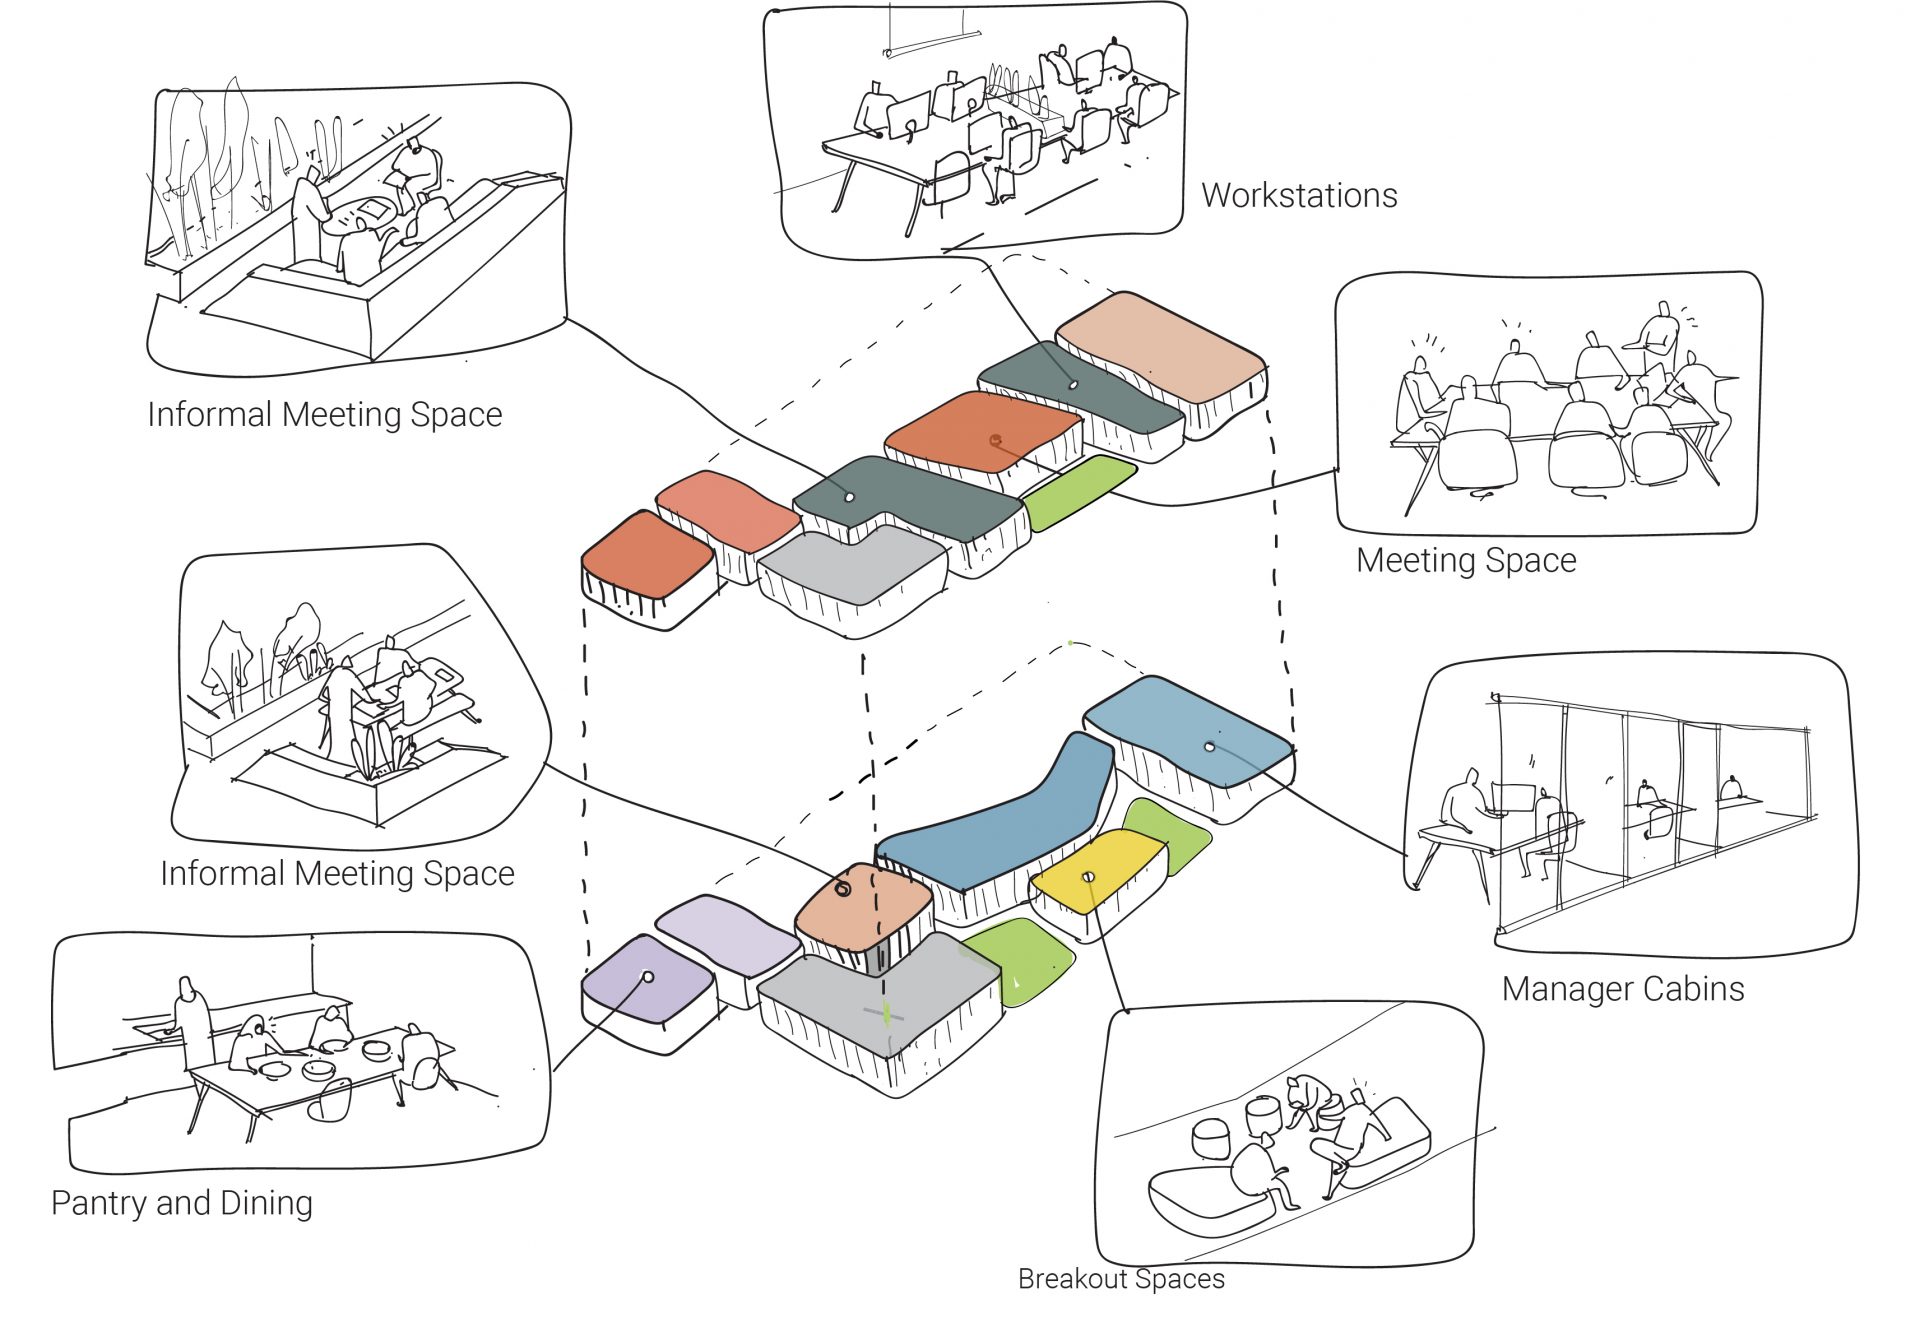 Workstations
Informal Meeting Space
Meeting Space
Informal Meeting Space
Manager Cabins
Pantry and Dining
Breakout Spaces